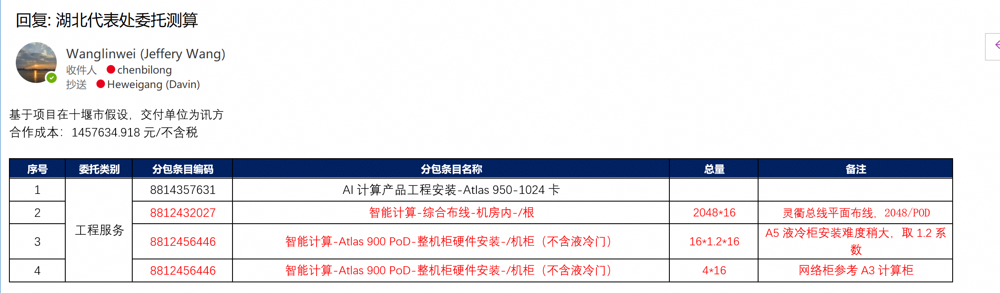 回复: 湖北代表处委托测算
Wanglinwei (Jeffery Wang)
收件人 chenbilong
抄送 Heweigang (Davin)
基于项目在十堰市假设，交付单位为讯方
合作成本：1457634.918 元/不含税
序号 委托类别 分包条目编码 分包条目名称 总量 备注
1 工程服务 8814357631 AI 计算产品工程安装-Atlas 950-1024 卡
2 8812432027 智能计算-综合布线-机房内-/根 2048*16 灵衢总线平面布线，2048/POD
3 8812456446 智能计算-Atlas 900 PoD-整机柜硬件安装-/机柜（不含液冷门） 16*1.2*16 A5 液冷柜安装难度稍大，取 1.2 系
数
4 8812456446 智能计算-Atlas 900 PoD-整机柜硬件安装-/机柜（不含液冷门） 4*16 网络柜参考 A3 计算柜